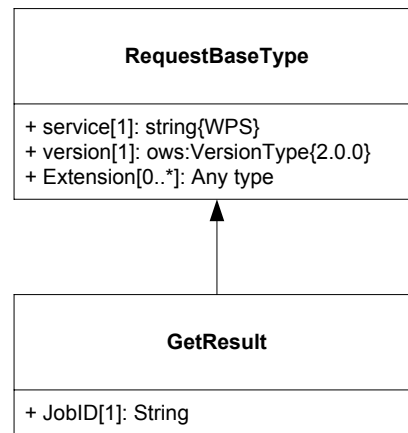 RequestBaseType
+ service[1]: string{WPS}
+ version[1]: ows:VersionType{2.0.0}
+ Extension[0..*]: Any type
GetResult
+ JobID[1]: String